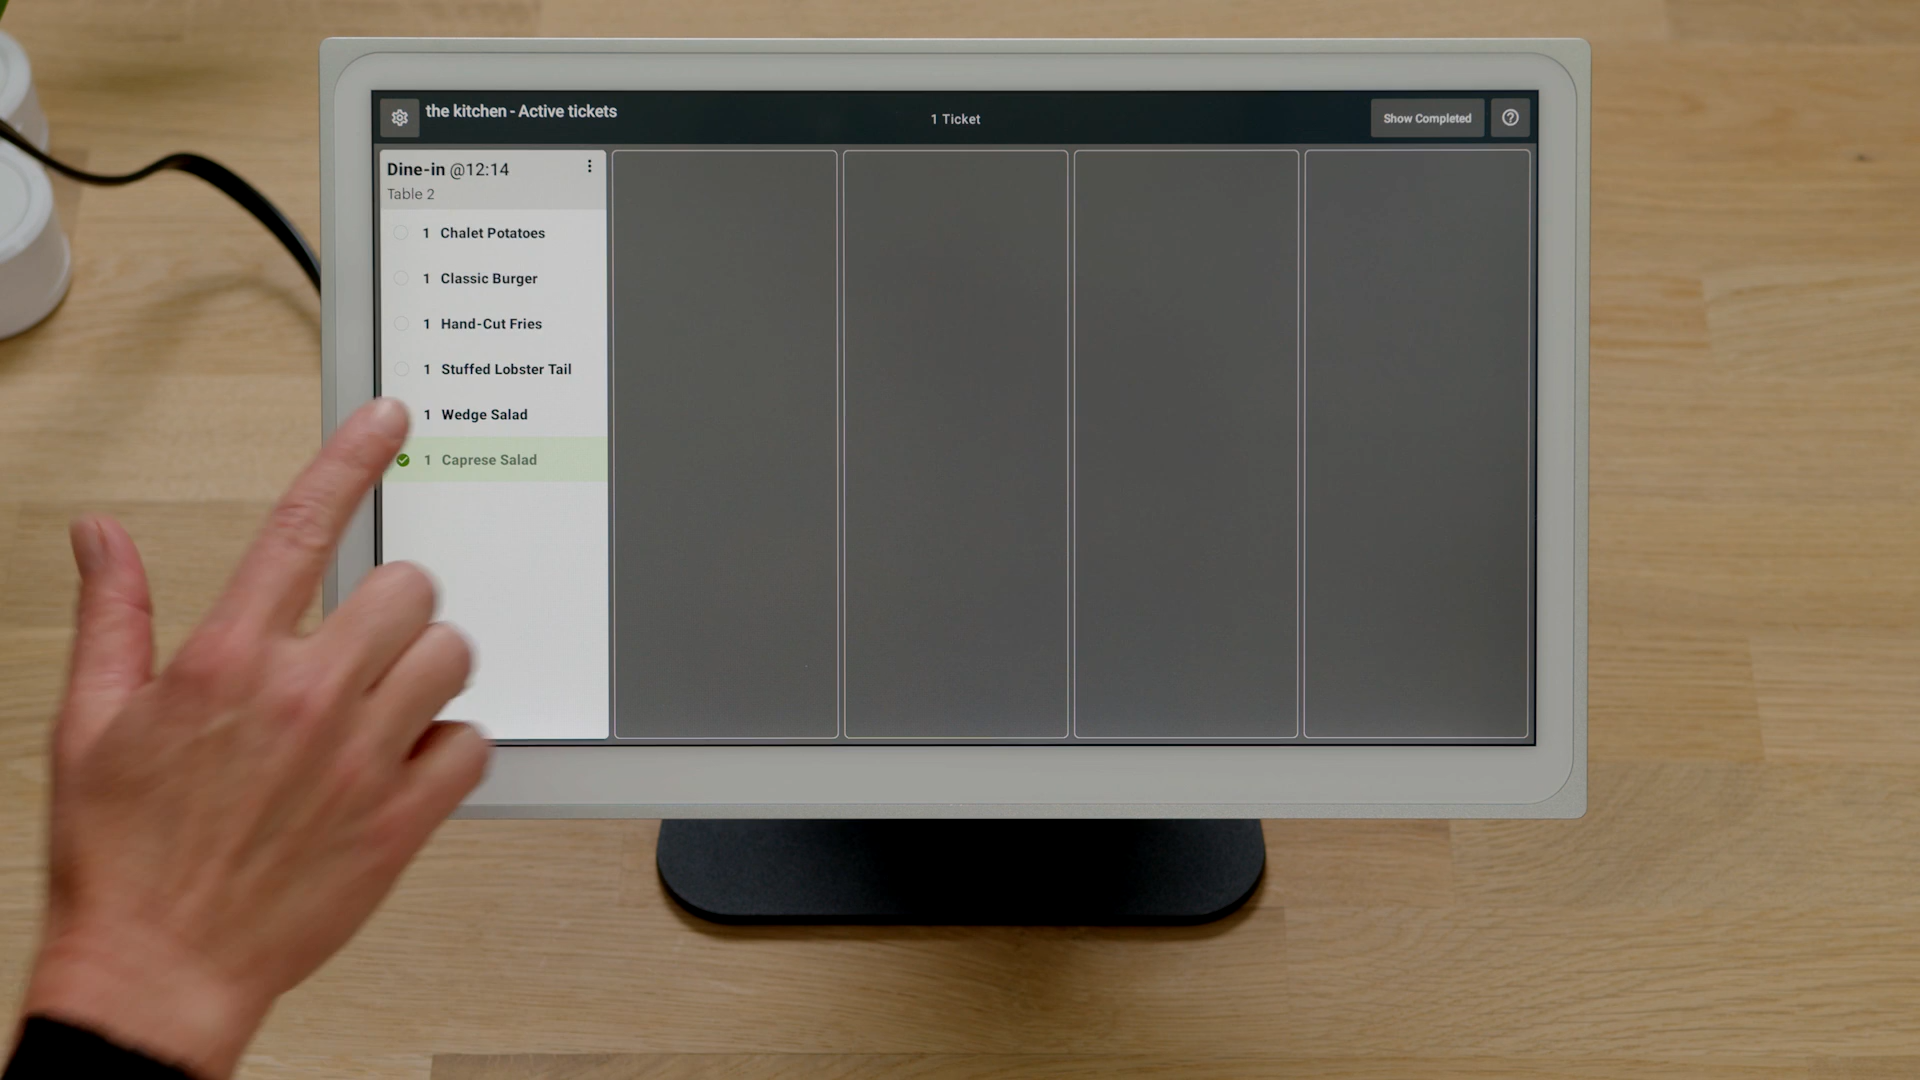 the kitchen - Active tickets
1 Ticket
Show Completed
Dine-in @12:14
Table 2
1 Chalet Potatoes
1 Classic Burger
1 Hand-Cut Fries
1 Stuffed Lobster Tail
1 Wedge Salad
1 Caprese Salad